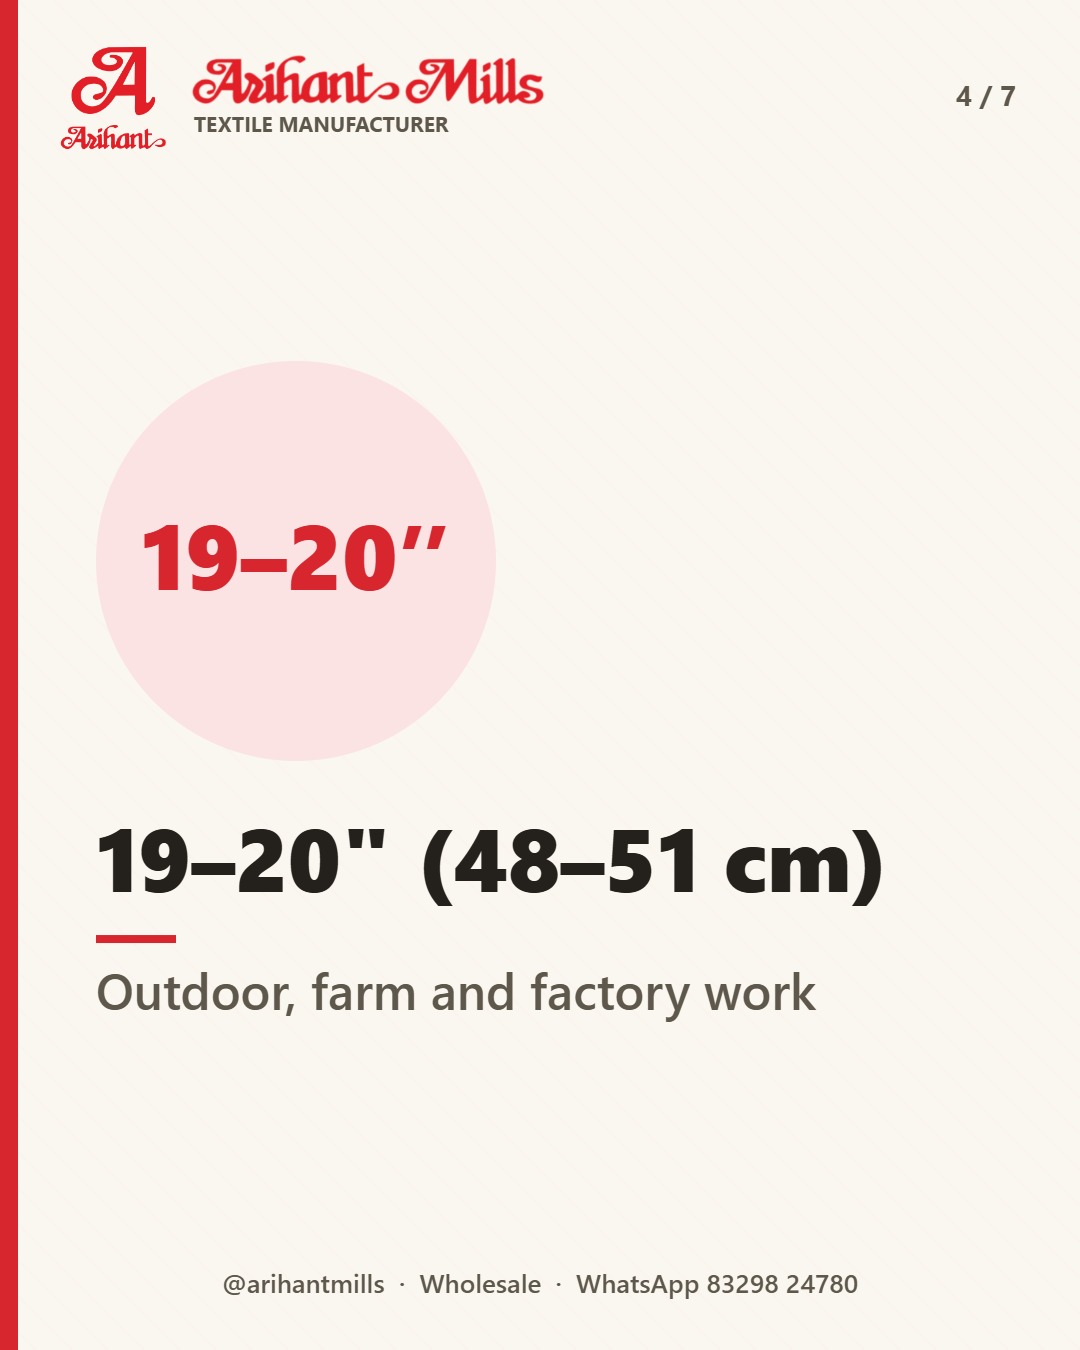 A
Arihant
Arihant Mills
TEXTILE MANUFACTURER
4 / 7
19–20″
19–20" (48–51 cm)
Outdoor, farm and factory work
@arihantmills · Wholesale · WhatsApp 83298 24780